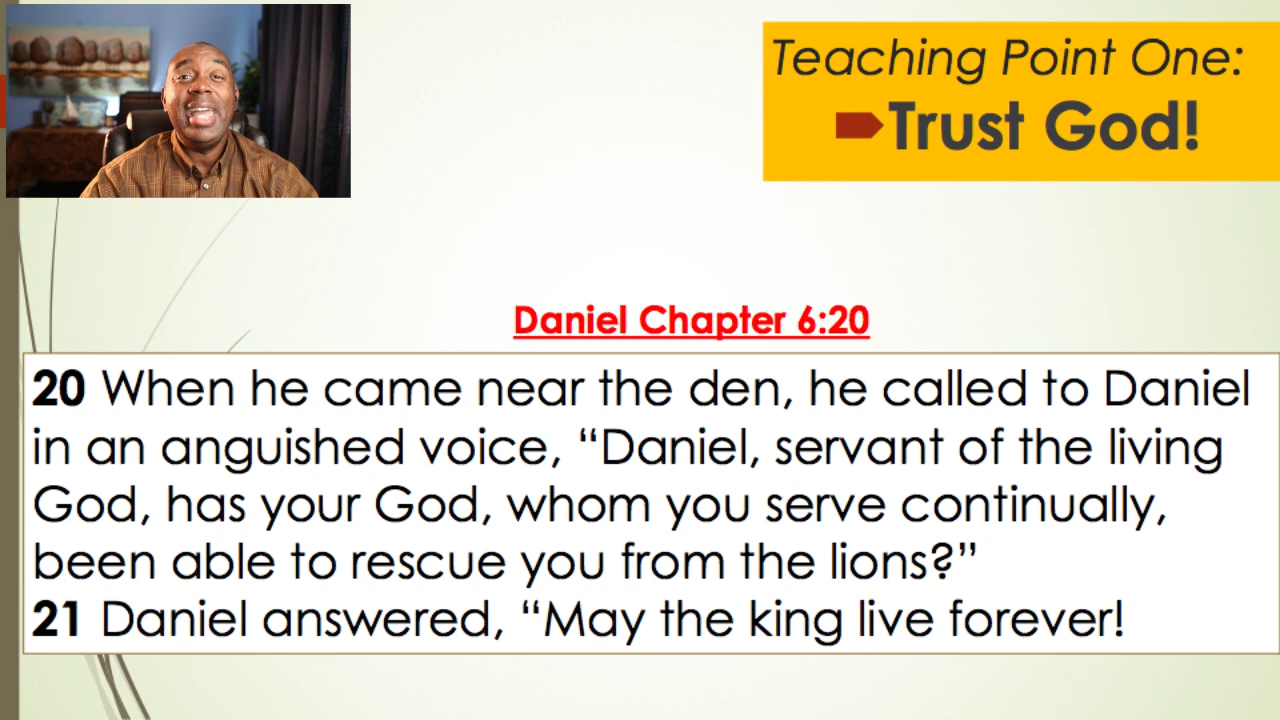 Teaching Point One:
Trust God!
Daniel Chapter 6:20
20 When he came near the den, he called to Daniel
in an anguished voice, “Daniel, servant of the living
God, has your God, whom you serve continually,
been able to rescue you from the lions?”
21 Daniel answered, “May the king live forever!